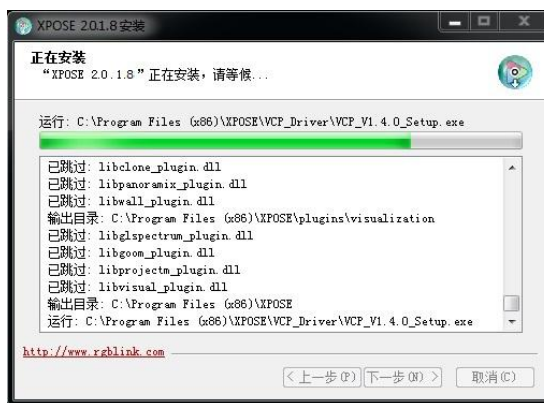 XPOSE 2.0.1.8安装
正在安装
“XPOSE 2.0.1.8”正在安装，请等候...
运行: C:\Program Files (x86)\XPOSE\VCP_Driver\VCP_V1.4.0_Setup.exe
已跳过: libclone_plugin.dll
已跳过: libpanoramix_plugin.dll
已跳过: libwall_plugin.dll
输出目录: C:\Program Files (x86)\XPOSE\plugins\visualization
已跳过: libglspectrum_plugin.dll
已跳过: libgoom_plugin.dll
已跳过: libprojectm_plugin.dll
已跳过: libvisual_plugin.dll
输出目录: C:\Program Files (x86)\XPOSE
运行: C:\Program Files (x86)\XPOSE\VCP_Driver\VCP_V1.4.0_Setup.exe
http://www.rgblink.com
< 上一步(P) 下一步(N) > 取消(C)